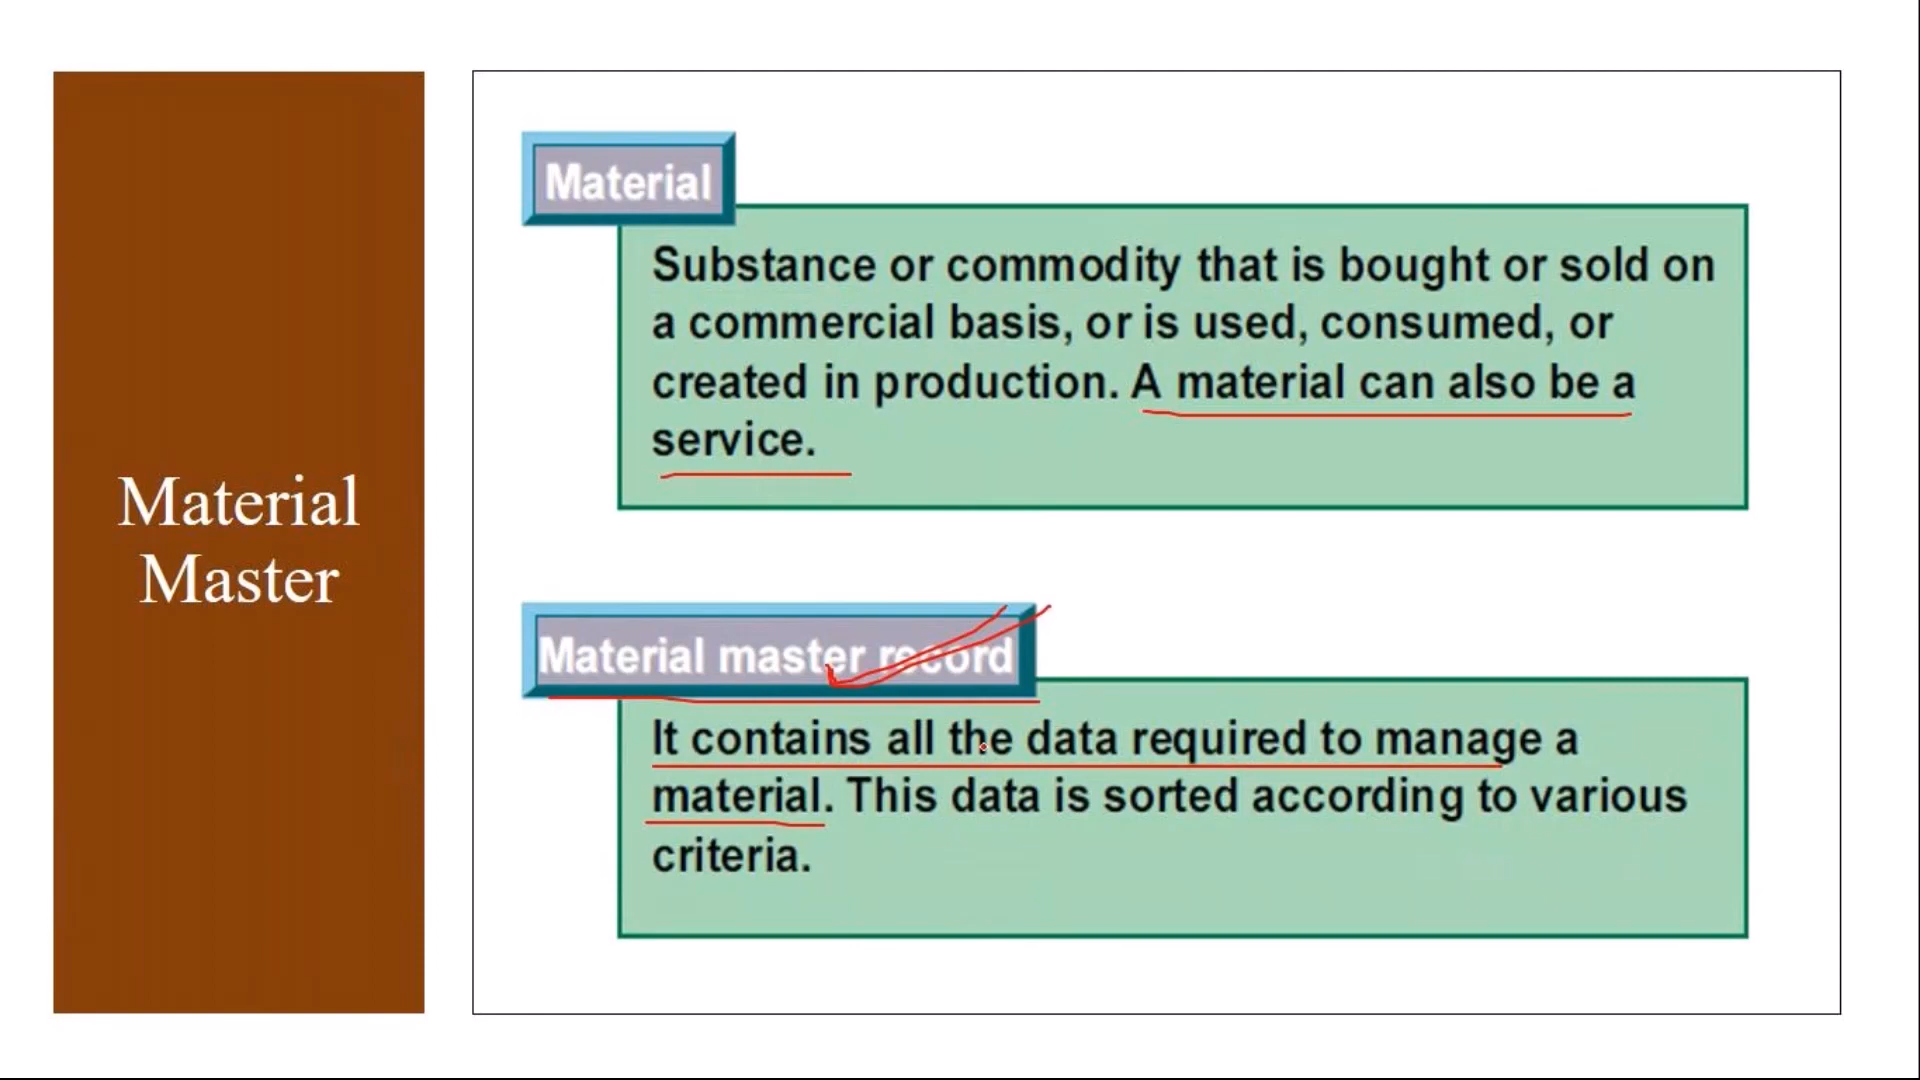 Material
Master
Material
Substance or commodity that is bought or sold on
a commercial basis, or is used, consumed, or
created in production. A material can also be a
service.
Material master record
It contains all the data required to manage a
material. This data is sorted according to various
criteria.